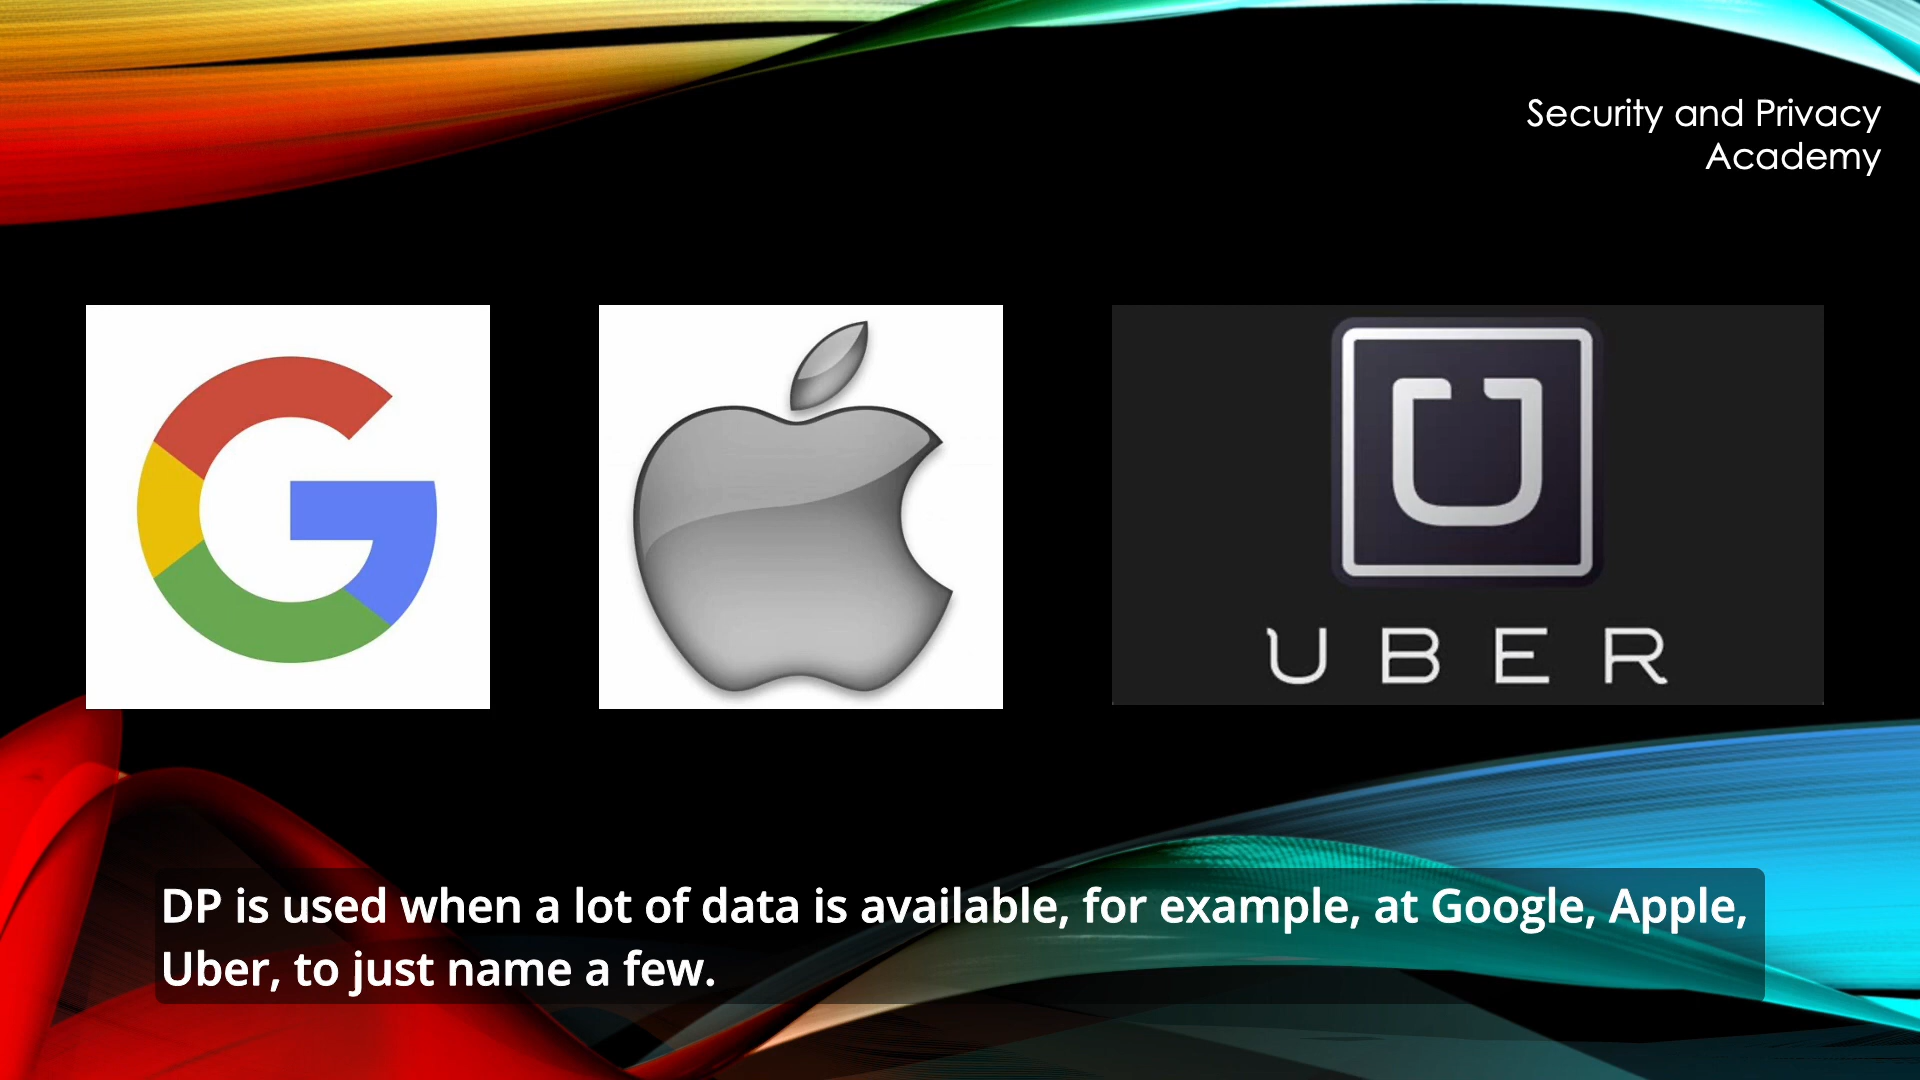 Security and Privacy
Academy
UBER
DP is used when a lot of data is available, for example, at Google, Apple,
Uber, to just name a few.